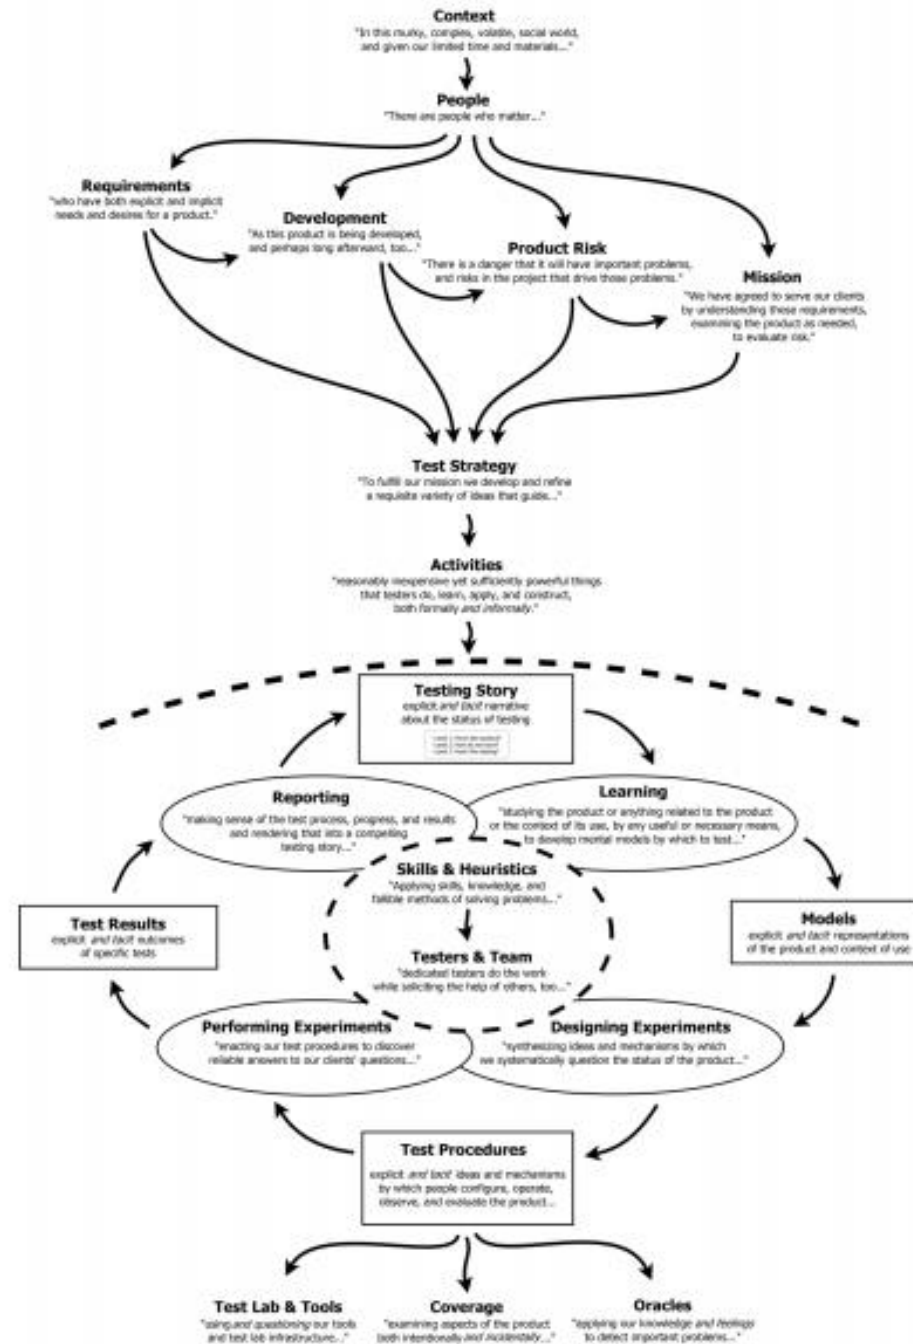 Context
"In this murky, complex, volatile, social world,
and given our limited time and materials..."
People
"There are people who matter..."
Requirements
"who have both explicit and implicit
needs and desires for a product."
Development
"As this product is being developed,
and perhaps long afterward, too..."
Product Risk
"There is a danger that it will have important problems,
and risks in the project that drive those problems."
Mission
"We have agreed to serve our clients
by understanding those requirements,
examining the product as needed,
to evaluate risk."
Test Strategy
"To fulfill our mission we develop and refine
a requisite variety of ideas that guide..."
Activities
"reasonably inexpensive yet sufficiently powerful things
that testers do, learn, apply, and construct,
both formally and informally."
Testing Story
explicit and tacit narrative
about the status of testing
Reporting
"making sense of the test process, progress, and results
and rendering that into a compelling
testing story..."
Learning
"studying the product or anything related to the product
or the context of its use, by any useful or necessary means,
to develop mental models by which to test..."
Skills & Heuristics
"Applying skills, knowledge, and
fallible methods of solving problems..."
Test Results
explicit and tacit outcomes
of specific tests
Models
explicit and tacit representations
of the product and context of use
Testers & Team
"dedicated testers do the work
while soliciting the help of others, too..."
Performing Experiments
"enacting our test procedures to discover
reliable answers to our clients' questions..."
Designing Experiments
"synthesizing ideas and mechanisms by which
we systematically question the status of the product..."
Test Procedures
explicit and tacit ideas and mechanisms
by which people configure, operate,
observe, and evaluate the product...
Test Lab & Tools
"using and questioning our tools
and test lab infrastructure..."
Coverage
"examining aspects of the product
both intentionally and incidentally..."
Oracles
"applying our knowledge and feelings
to detect important problems..."